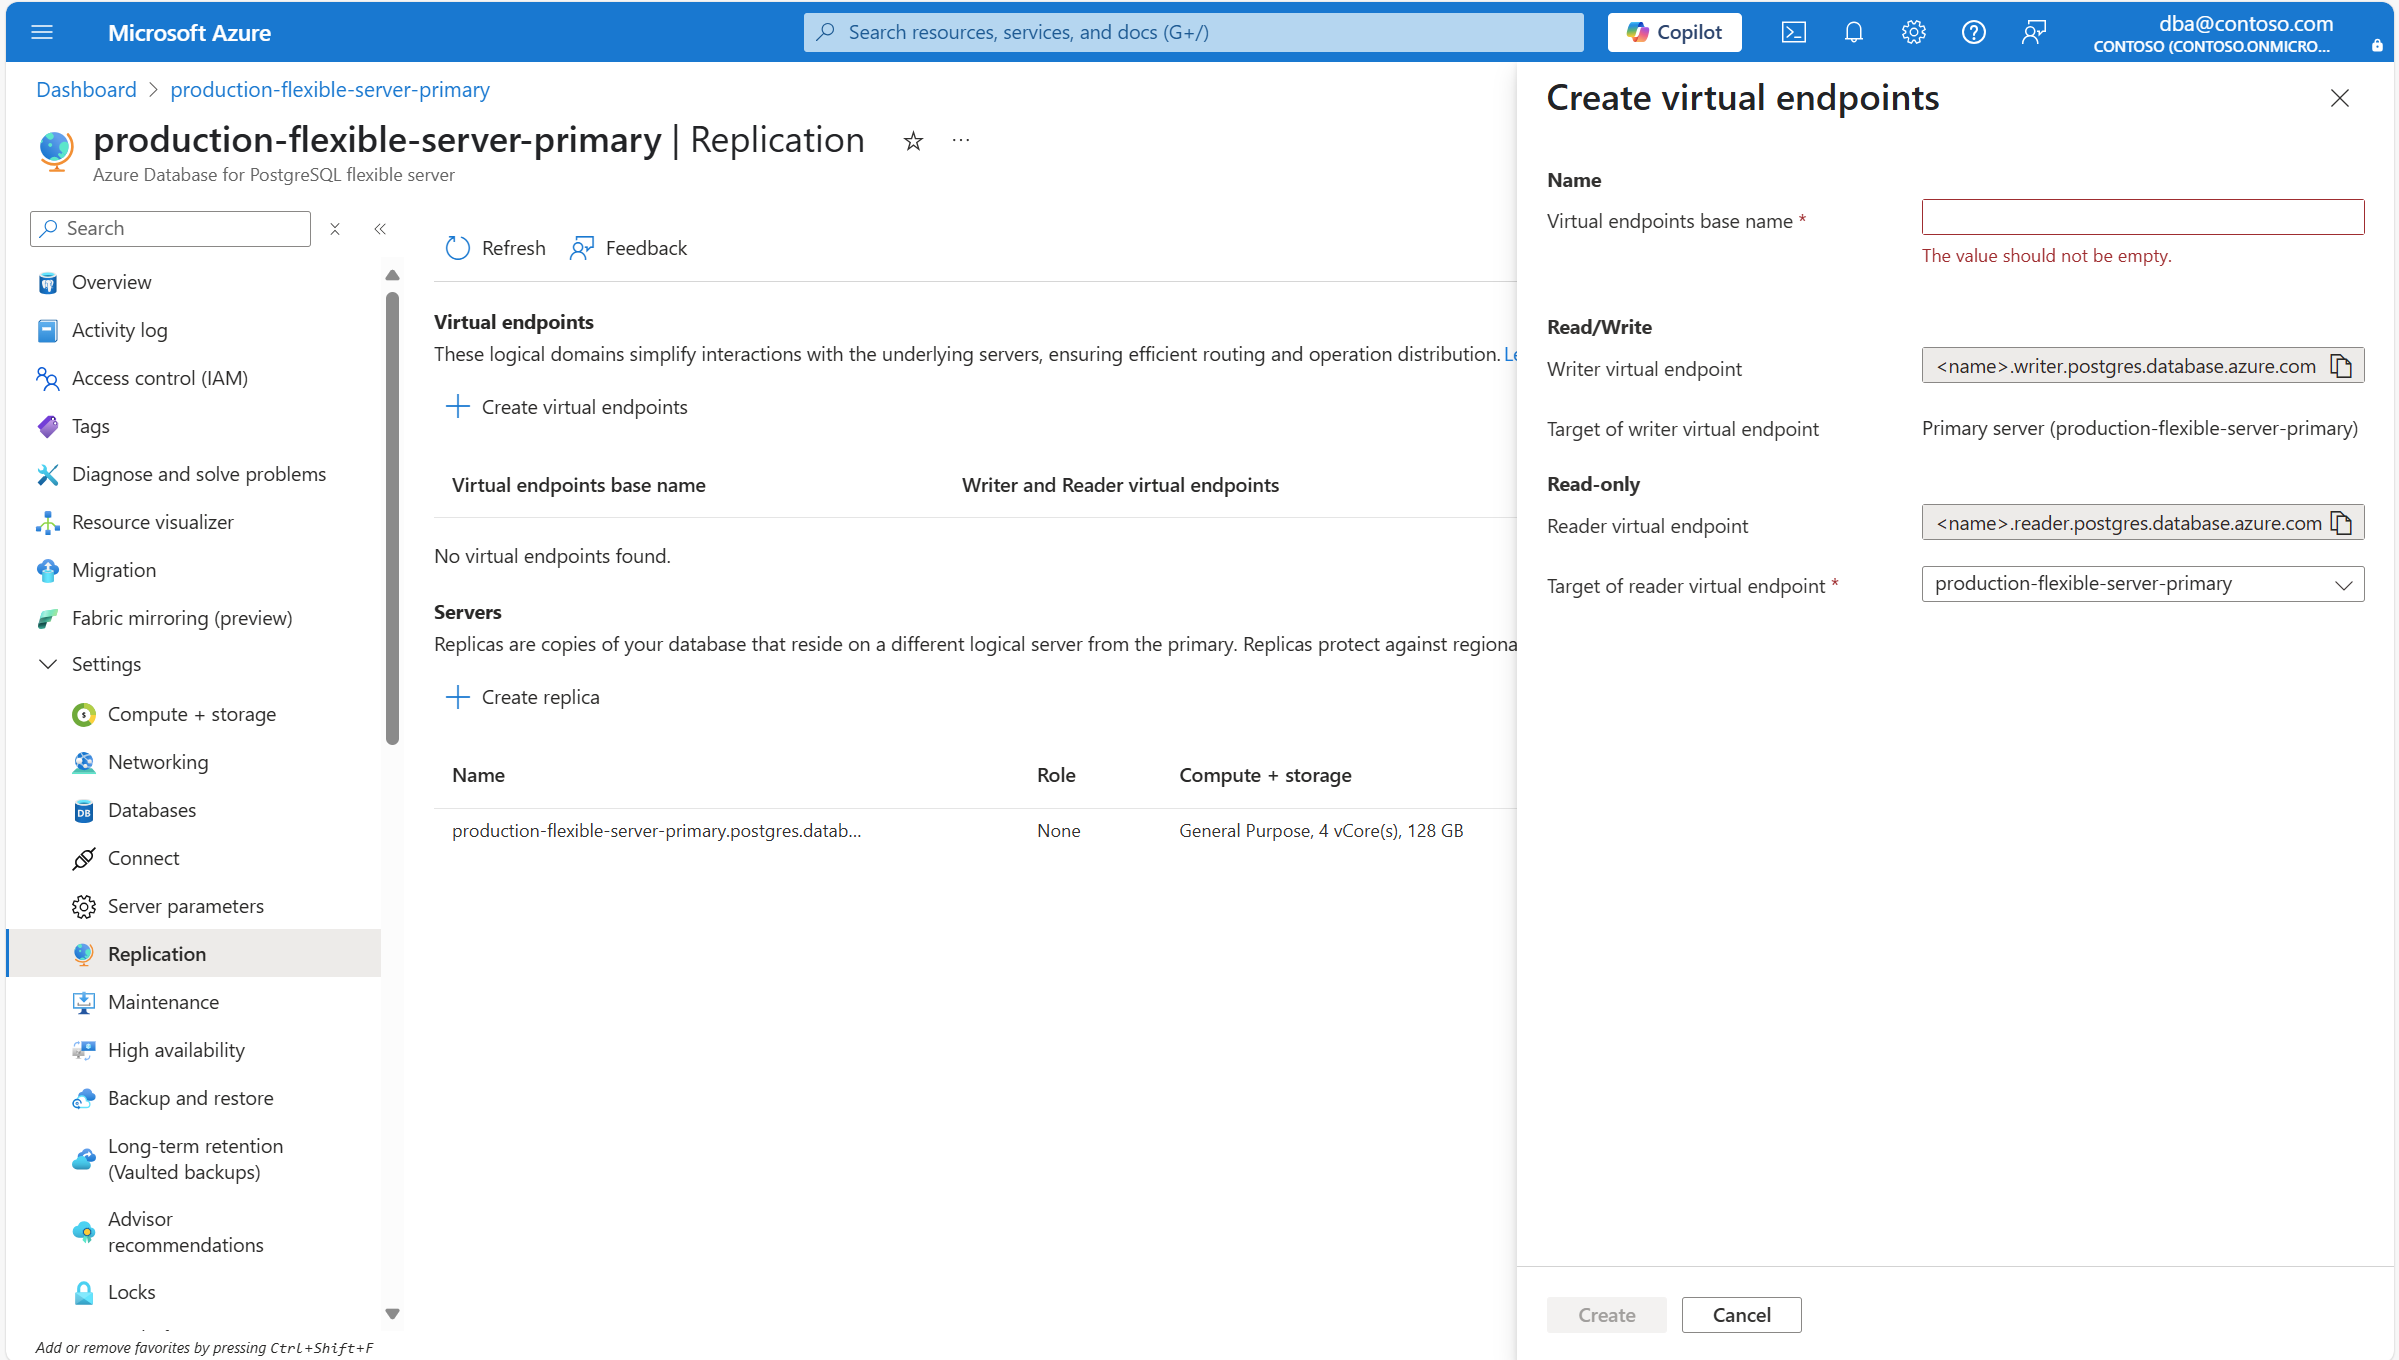 Microsoft Azure
Search resources, services, and docs (G+/)
Copilot
dba@contoso.com
CONTOSO (CONTOSO.ONMICRO...
Dashboard
production-flexible-server-primary
production-flexible-server-primary | Replication
Azure Database for PostgreSQL flexible server
Search
Overview
Activity log
Access control (IAM)
Tags
Diagnose and solve problems
Resource visualizer
Migration
Fabric mirroring (preview)
Settings
Compute + storage
Networking
Databases
Connect
Server parameters
Replication
Maintenance
High availability
Backup and restore
Long-term retention
(Vaulted backups)
Advisor
recommendations
Locks
Add or remove favorites by pressing Ctrl+Shift+F
Refresh
Feedback
Virtual endpoints
These logical domains simplify interactions with the underlying servers, ensuring efficient routing and operation distribution.
Create virtual endpoints
Virtual endpoints base name
Writer and Reader virtual endpoints
No virtual endpoints found.
Servers
Replicas are copies of your database that reside on a different logical server from the primary. Replicas protect against regiona
Create replica
Name
Role
Compute + storage
production-flexible-server-primary.postgres.datab...
None
General Purpose, 4 vCore(s), 128 GB
Create virtual endpoints
Name
Virtual endpoints base name *
The value should not be empty.
Read/Write
Writer virtual endpoint
<name>.writer.postgres.database.azure.com
Target of writer virtual endpoint
Primary server (production-flexible-server-primary)
Read-only
Reader virtual endpoint
<name>.reader.postgres.database.azure.com
Target of reader virtual endpoint *
production-flexible-server-primary
Create
Cancel